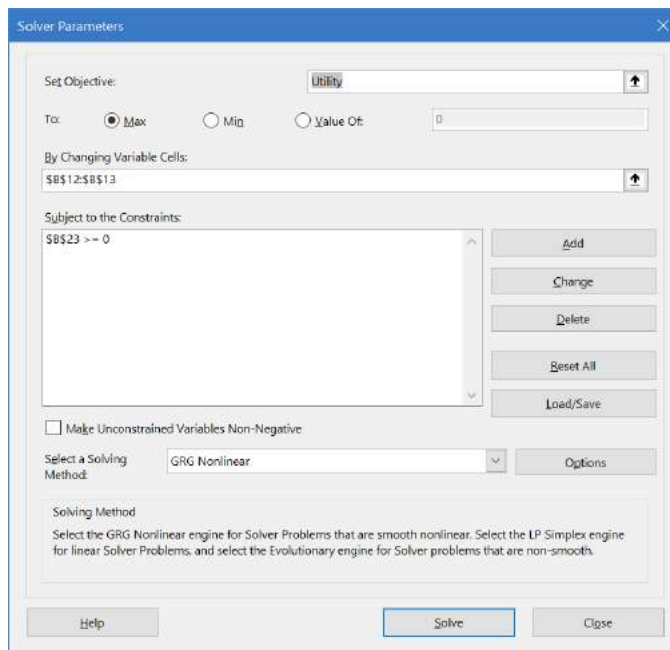 Solver Parameters
Set Objective: Utility
To: Max Min Value Of: 0
By Changing Variable Cells:
$B$12:$B$13
Subject to the Constraints:
$B$23 >= 0
Add
Change
Delete
Reset All
Load/Save
Make Unconstrained Variables Non-Negative
Select a Solving
Method: GRG Nonlinear Options
Solving Method
Select the GRG Nonlinear engine for Solver Problems that are smooth nonlinear. Select the LP Simplex engine
for linear Solver Problems, and select the Evolutionary engine for Solver problems that are non-smooth.
Help Solve Close